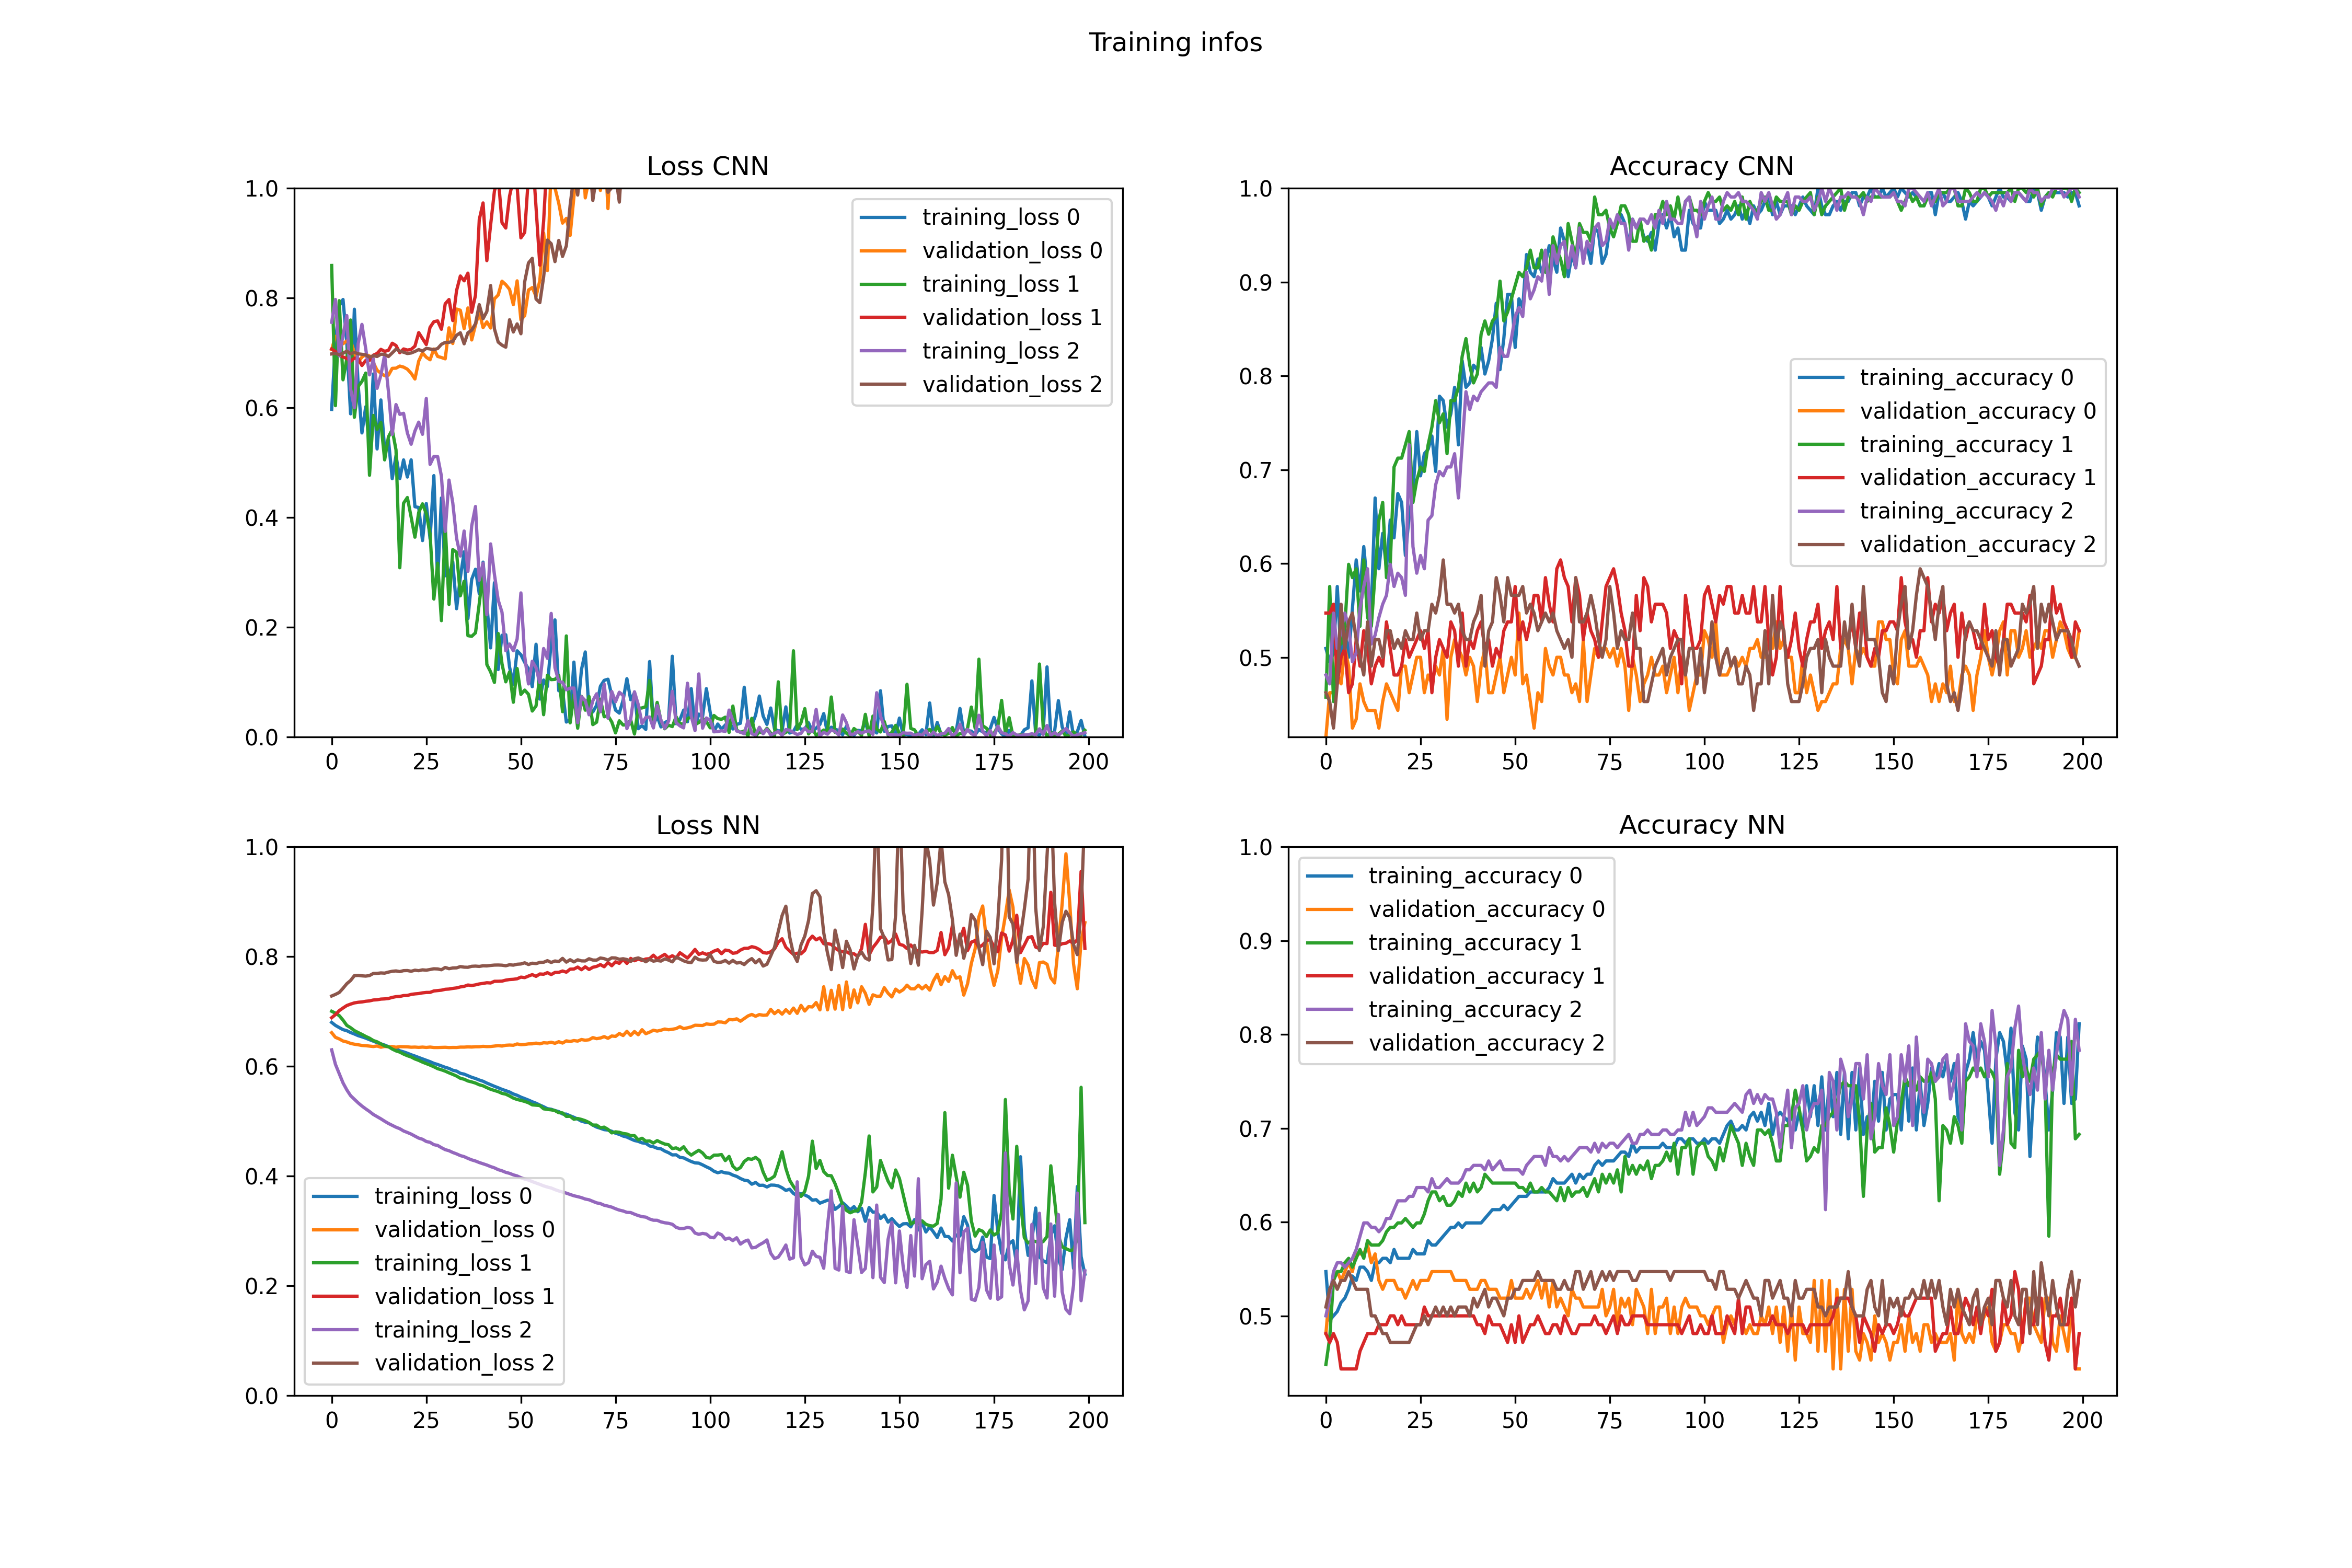 Training infos
Loss CNN
1.0
0.8
0.6
0.4
0.2
0.0
training_loss 0
validation_loss 0
training_loss 1
validation_loss 1
training_loss 2
validation_loss 2
0 25 50 75 100 125 150 175 200
Accuracy CNN
1.0
0.9
0.8
0.7
0.6
0.5
training_accuracy 0
validation_accuracy 0
training_accuracy 1
validation_accuracy 1
training_accuracy 2
validation_accuracy 2
0 25 50 75 100 125 150 175 200
Loss NN
1.0
0.8
0.6
0.4
0.2
0.0
training_loss 0
validation_loss 0
training_loss 1
validation_loss 1
training_loss 2
validation_loss 2
0 25 50 75 100 125 150 175 200
Accuracy NN
1.0
0.9
0.8
0.7
0.6
0.5
training_accuracy 0
validation_accuracy 0
training_accuracy 1
validation_accuracy 1
training_accuracy 2
validation_accuracy 2
0 25 50 75 100 125 150 175 200